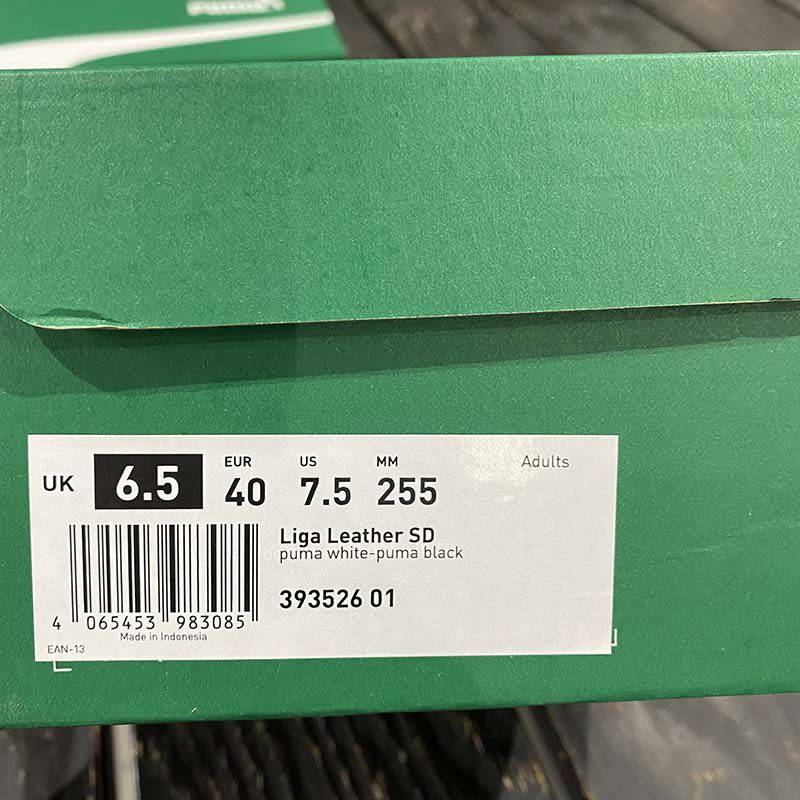 PUMA
UK 6.5 EUR 40 US 7.5 MM 255 Adults
Liga Leather SD
puma white-puma black
393526 01
4 065453 983085
Made in Indonesia
EAN-13